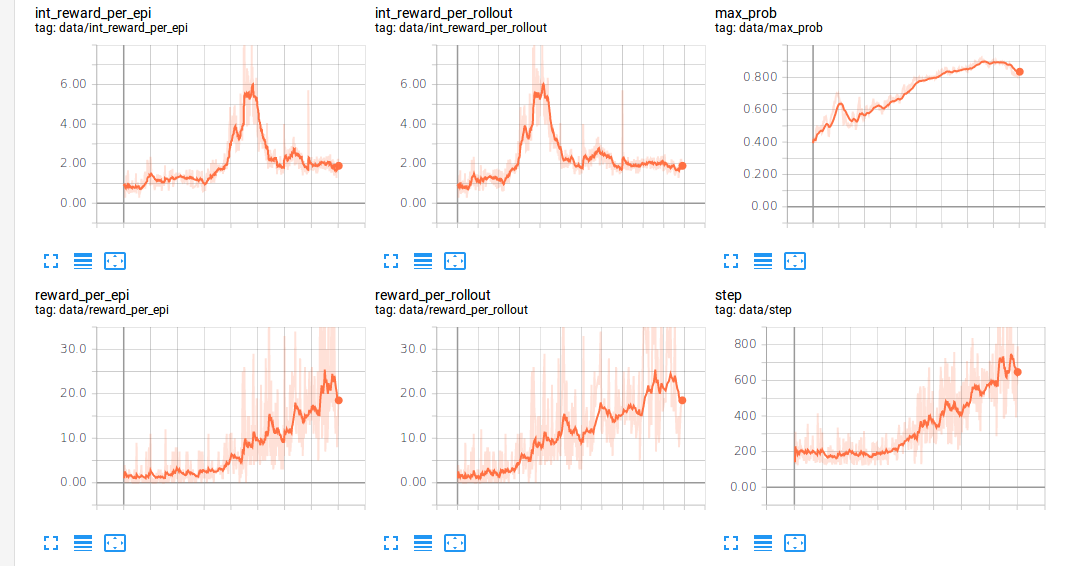 int_reward_per_epi
tag: data/int_reward_per_epi
6.00
4.00
2.00
0.00
int_reward_per_rollout
tag: data/int_reward_per_rollout
6.00
4.00
2.00
0.00
max_prob
tag: data/max_prob
0.800
0.600
0.400
0.200
0.00
reward_per_epi
tag: data/reward_per_epi
30.0
20.0
10.0
0.00
reward_per_rollout
tag: data/reward_per_rollout
30.0
20.0
10.0
0.00
step
tag: data/step
800
600
400
200
0.00